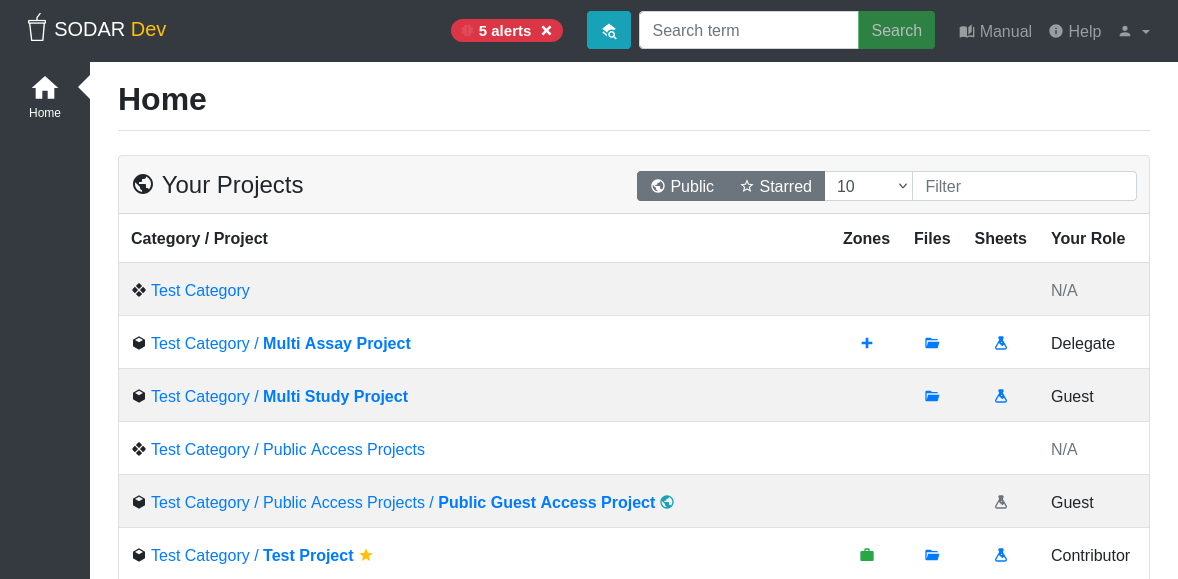 SODAR Dev
5 alerts
Search term
Search
Manual
Help
Home
Home
Your Projects
Public
Starred
10
Filter
Category / Project
Zones
Files
Sheets
Your Role
Test Category
N/A
Test Category / Multi Assay Project
Delegate
Test Category / Multi Study Project
Guest
Test Category / Public Access Projects
N/A
Test Category / Public Access Projects / Public Guest Access Project
Guest
Test Category / Test Project
Contributor